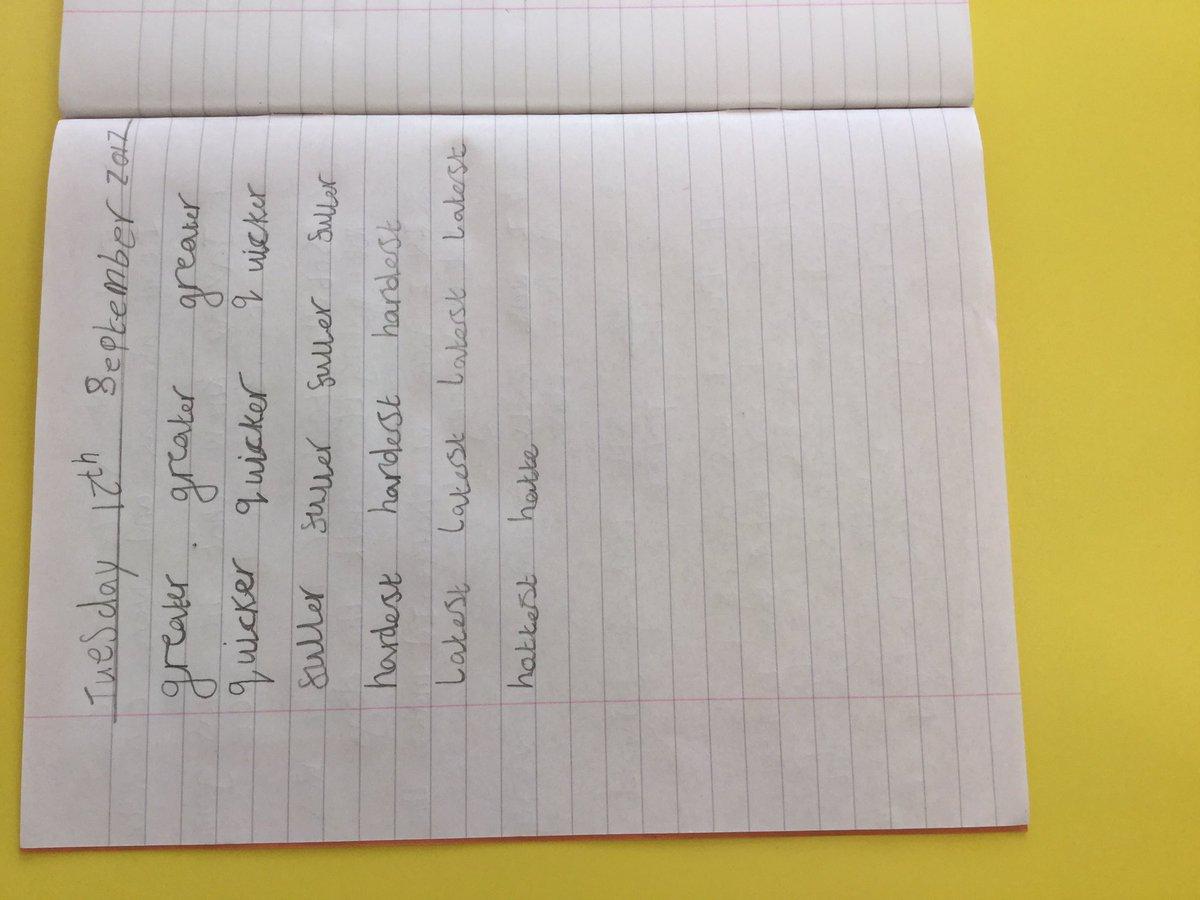 Tuesday 12th September 2017
greater greater greater
quicker quicker quicker
fuller fuller fuller fuller
hardest hardest hardest
latest latest latest latest
hottest hotte